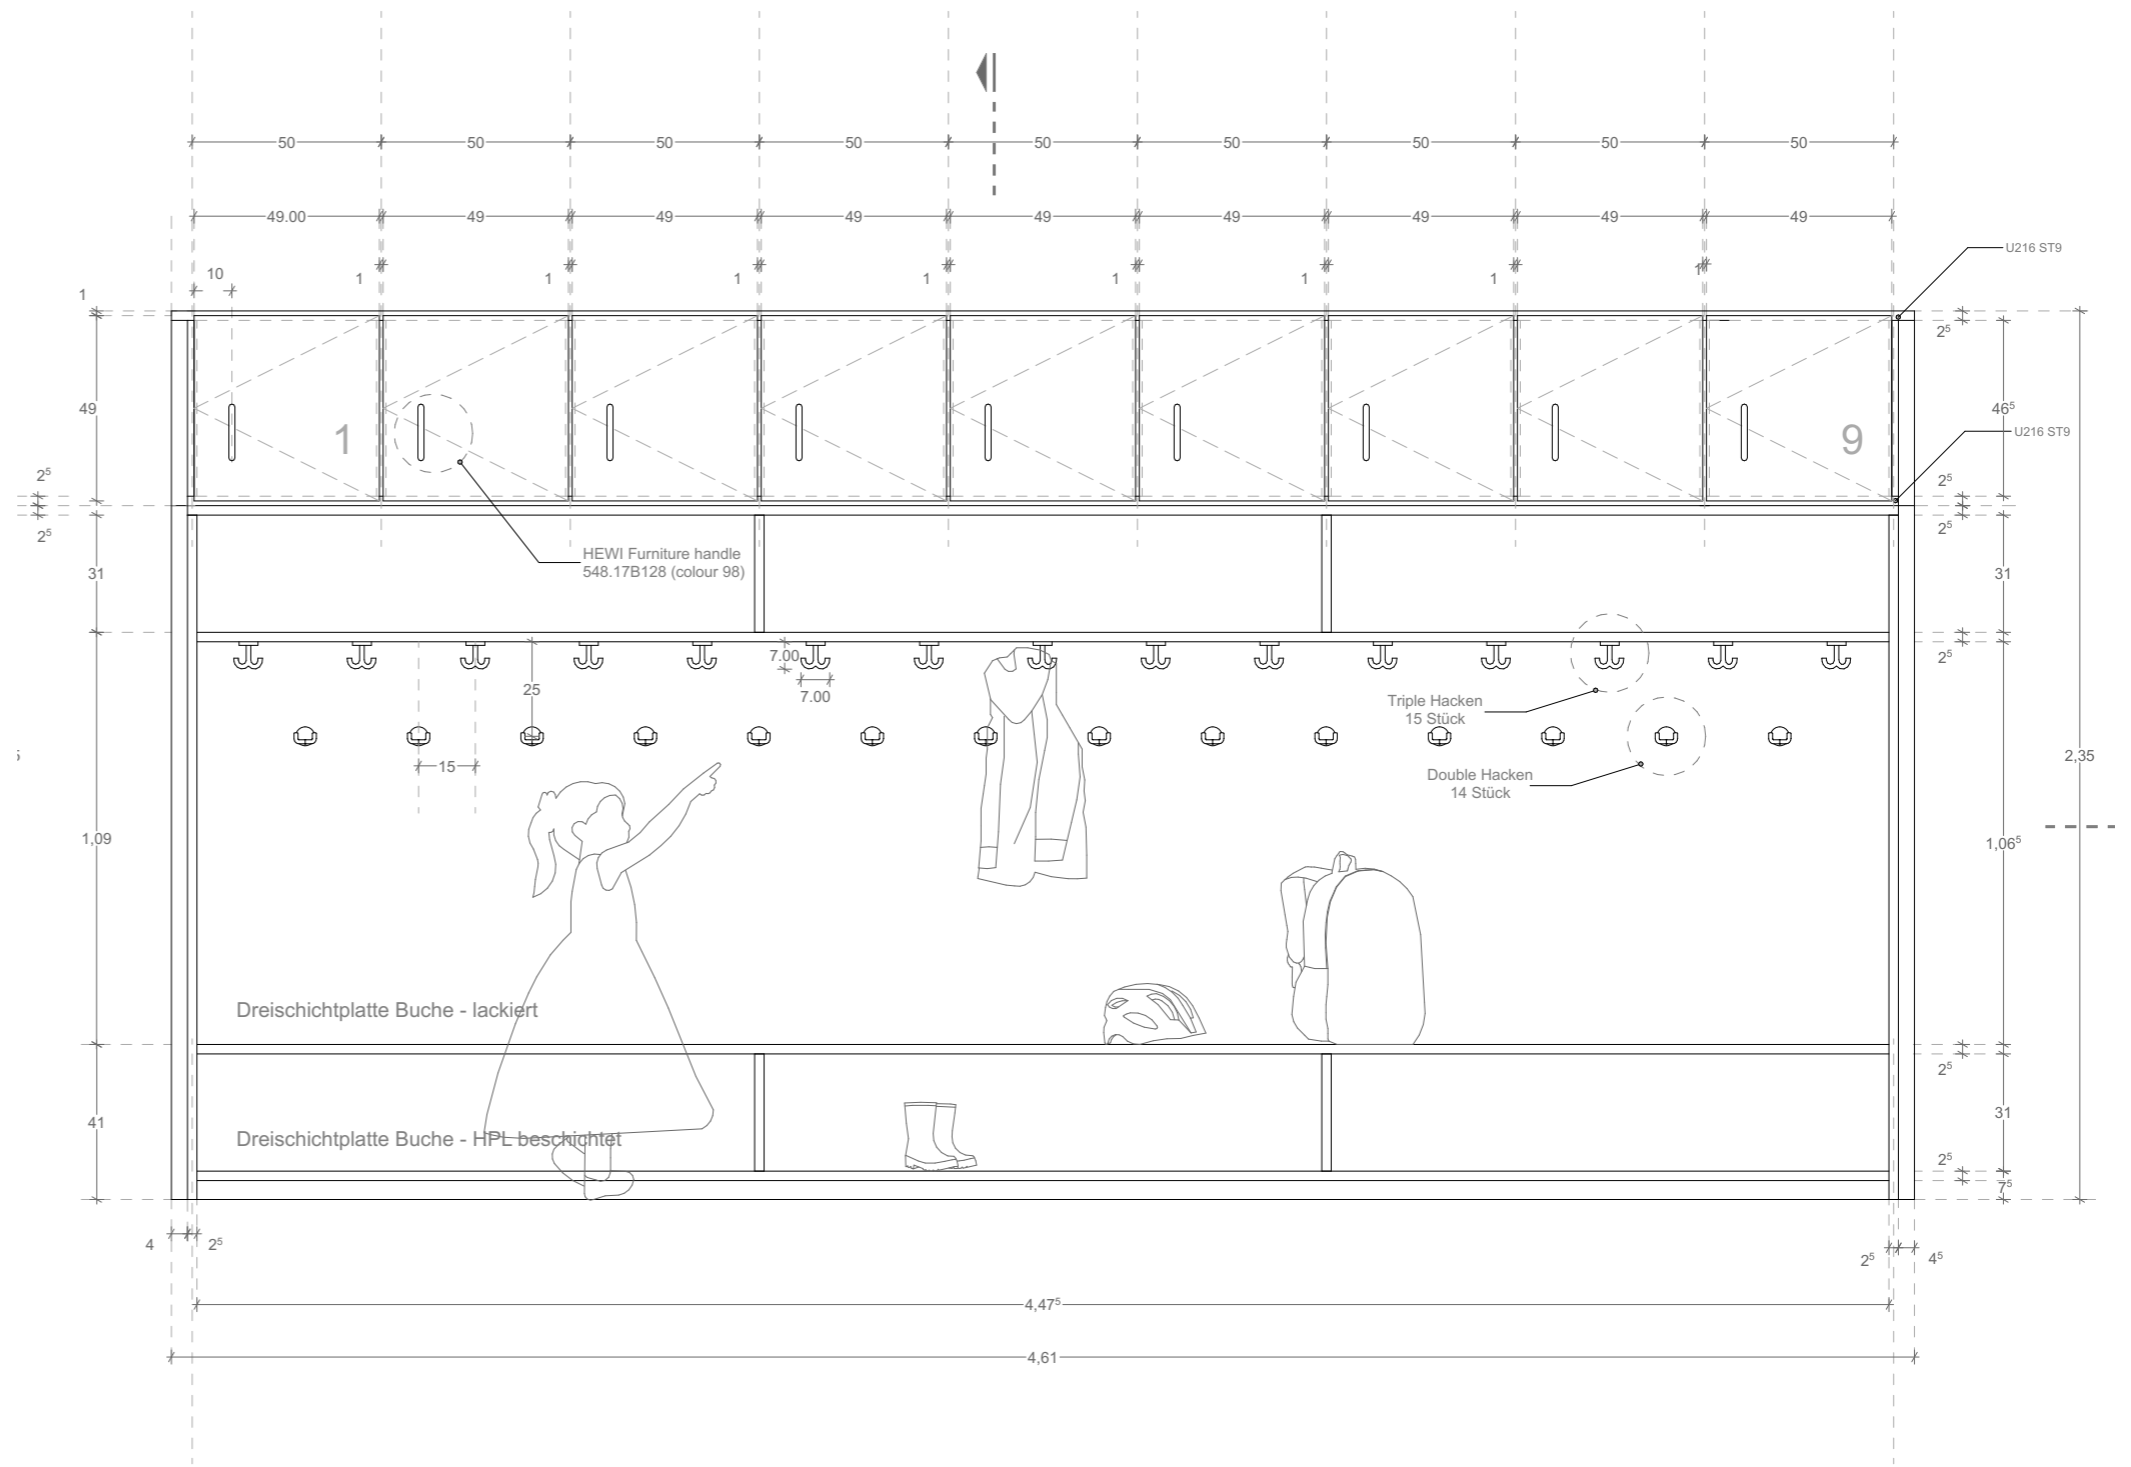 50 50 50 50 50 50 50 50 50
49.00 49 49 49 49 49 49 49 49
U216 ST9
10 1 1 1 1 1 1 1 1
1
2⁵
49 1 9 46⁵
U216 ST9
2⁵ 2⁵
2⁵ 2⁵
HEWI Furniture handle
548.17B128 (colour 98)
31 31
7.00 2⁵
25 7.00
Triple Hacken
15 Stück
15
Double Hacken
14 Stück
2,35
1,09 1,06⁵
Dreischichtplatte Buche - lackiert
2⁵
41 31
Dreischichtplatte Buche - HPL beschichtet
2⁵
7⁵
4 2⁵ 2⁵ 4⁵
4,47⁵
4,61